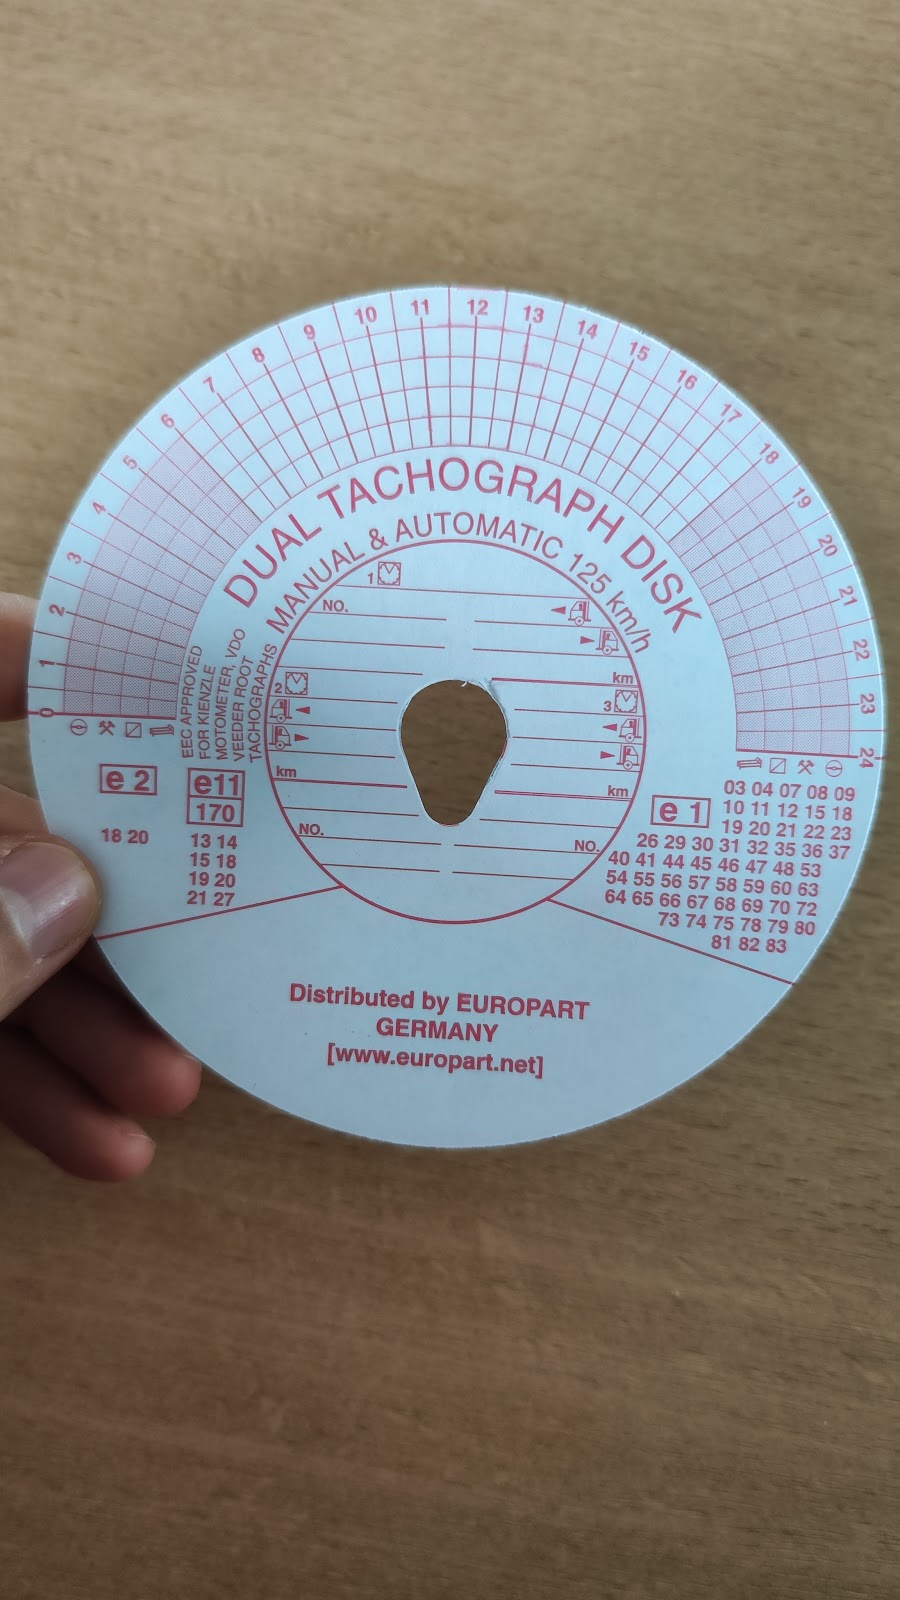 0 1 2 3 4 5 6 7 8 9 10 11 12 13 14 15 16 17 18 19 20 21 22 23 24
DUAL TACHOGRAPH DISK
MANUAL & AUTOMATIC 125 km/h
EEC APPROVED
FOR KIENZLE
MOTOMETER, VDO
VEEDER ROOT
TACHOGRAPHS
1
NO.
km
2
3
km
km
NO.
NO.
e 2
18 20
e11
170
13 14
15 18
19 20
21 27
e 1
03 04 07 08 09
10 11 12 15 18
19 20 21 22 23
26 29 30 31 32 35 36 37
40 41 44 45 46 47 48 53
54 55 56 57 58 59 60 63
64 65 66 67 68 69 70 72
73 74 75 78 79 80
81 82 83
Distributed by EUROPART
GERMANY
[www.europart.net]